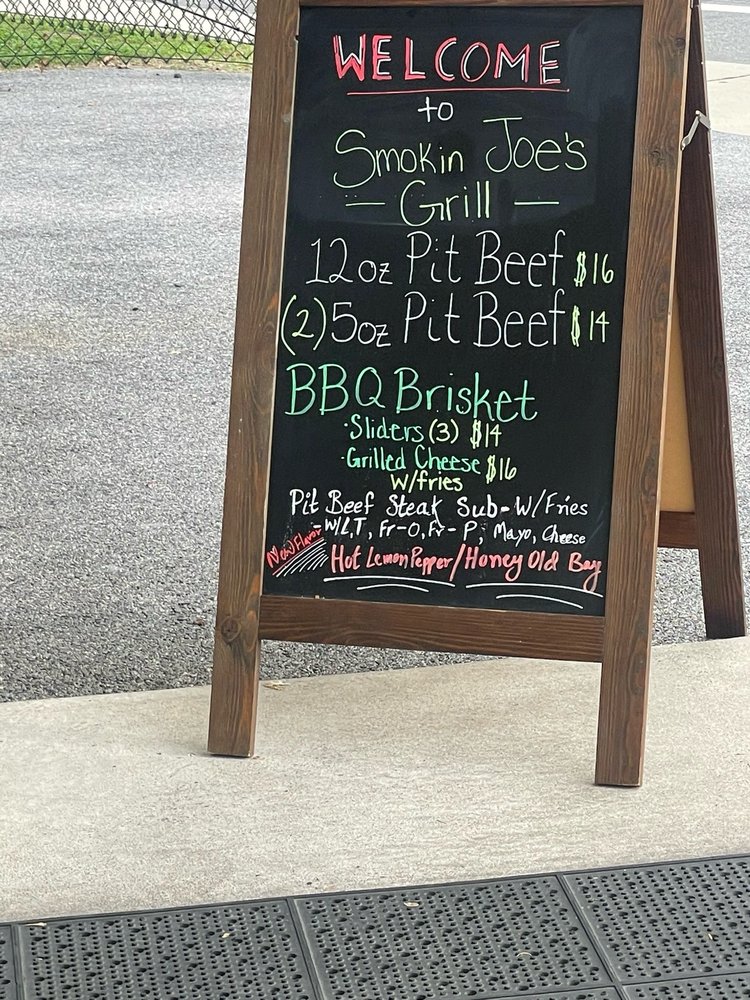 WELCOME
to
Smokin Joe's
— Grill —
12oz Pit Beef $16
(2) 5oz Pit Beef $14
BBQ Brisket
·Sliders (3) $14
·Grilled Cheese $16
W/fries
Pit Beef Steak Sub-W/Fries
-W/L,T, Fr-O, Fr-P, Mayo, Cheese
New Flavor Hot Lemon Pepper/Honey Old Bay